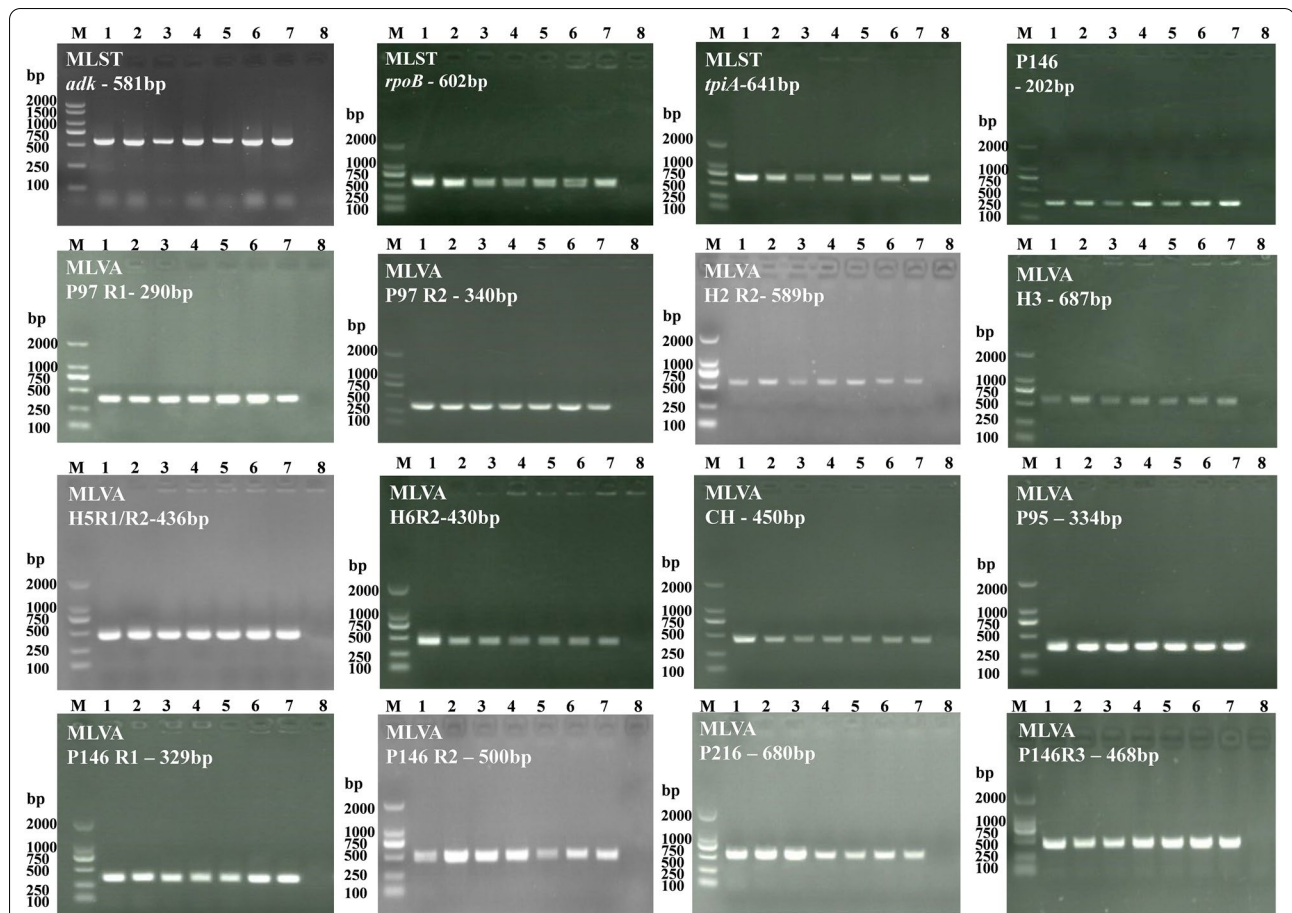 M 1 2 3 4 5 6 7 8
MLST
adk - 581bp
bp
2000
1500
1000
750
500
250
100
M 1 2 3 4 5 6 7 8
MLST
rpoB - 602bp
bp
2000
1000
750
500
250
100
M 1 2 3 4 5 6 7 8
MLST
tpiA-641bp
bp
2000
1000
750
500
250
100
M 1 2 3 4 5 6 7 8
P146
- 202bp
bp
2000
1000
750
500
250
100
M 1 2 3 4 5 6 7 8
MLVA
P97 R1- 290bp
bp
2000
1000
750
500
250
100
M 1 2 3 4 5 6 7 8
MLVA
P97 R2 - 340bp
bp
2000
1000
750
500
250
100
M 1 2 3 4 5 6 7 8
MLVA
H2 R2- 589bp
bp
2000
1000
750
500
250
100
M 1 2 3 4 5 6 7 8
MLVA
H3 - 687bp
bp
2000
1000
750
500
250
100
M 1 2 3 4 5 6 7 8
MLVA
H5R1/R2-436bp
bp
2000
1000
750
500
250
100
M 1 2 3 4 5 6 7 8
MLVA
H6R2-430bp
bp
2000
1000
750
500
250
100
M 1 2 3 4 5 6 7 8
MLVA
CH - 450bp
bp
2000
1000
750
500
250
100
M 1 2 3 4 5 6 7 8
MLVA
P95 – 334bp
bp
2000
1000
750
500
250
100
M 1 2 3 4 5 6 7 8
MLVA
P146 R1 – 329bp
bp
2000
1000
750
500
250
100
M 1 2 3 4 5 6 7 8
MLVA
P146 R2 – 500bp
bp
2000
1000
750
500
250
100
M 1 2 3 4 5 6 7 8
MLVA
P216 – 680bp
bp
2000
1000
750
500
250
100
M 1 2 3 4 5 6 7 8
MLVA
P146R3 – 468bp
bp
2000
1000
750
500
250
100